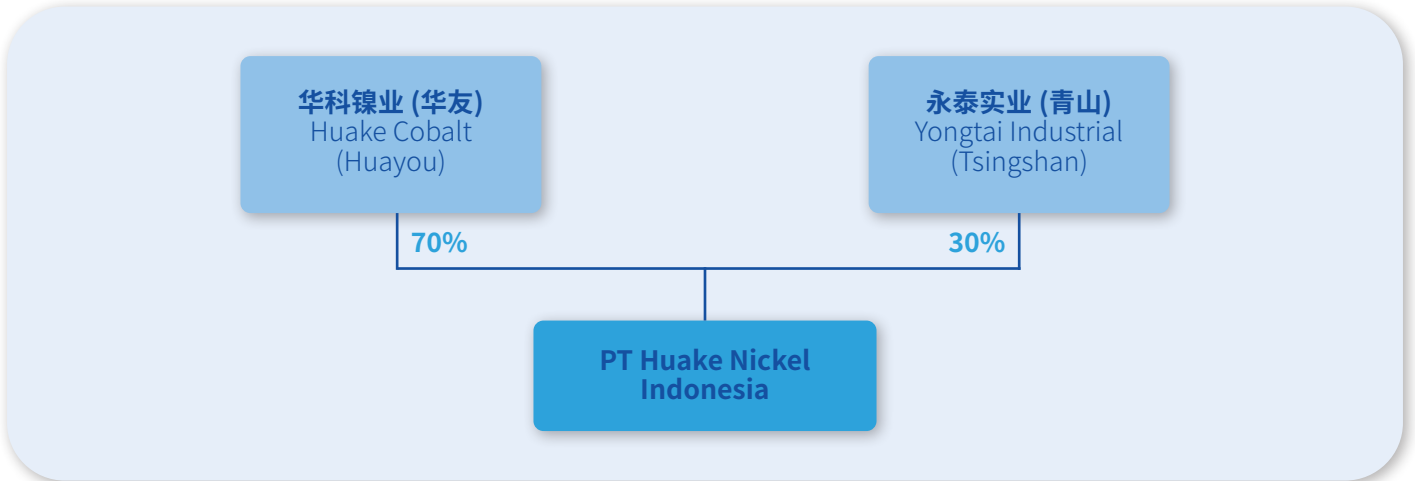 华科镍业 (华友)
Huake Cobalt
(Huayou)
永泰实业 (青山)
Yongtai Industrial
(Tsingshan)
70%
30%
PT Huake Nickel
Indonesia